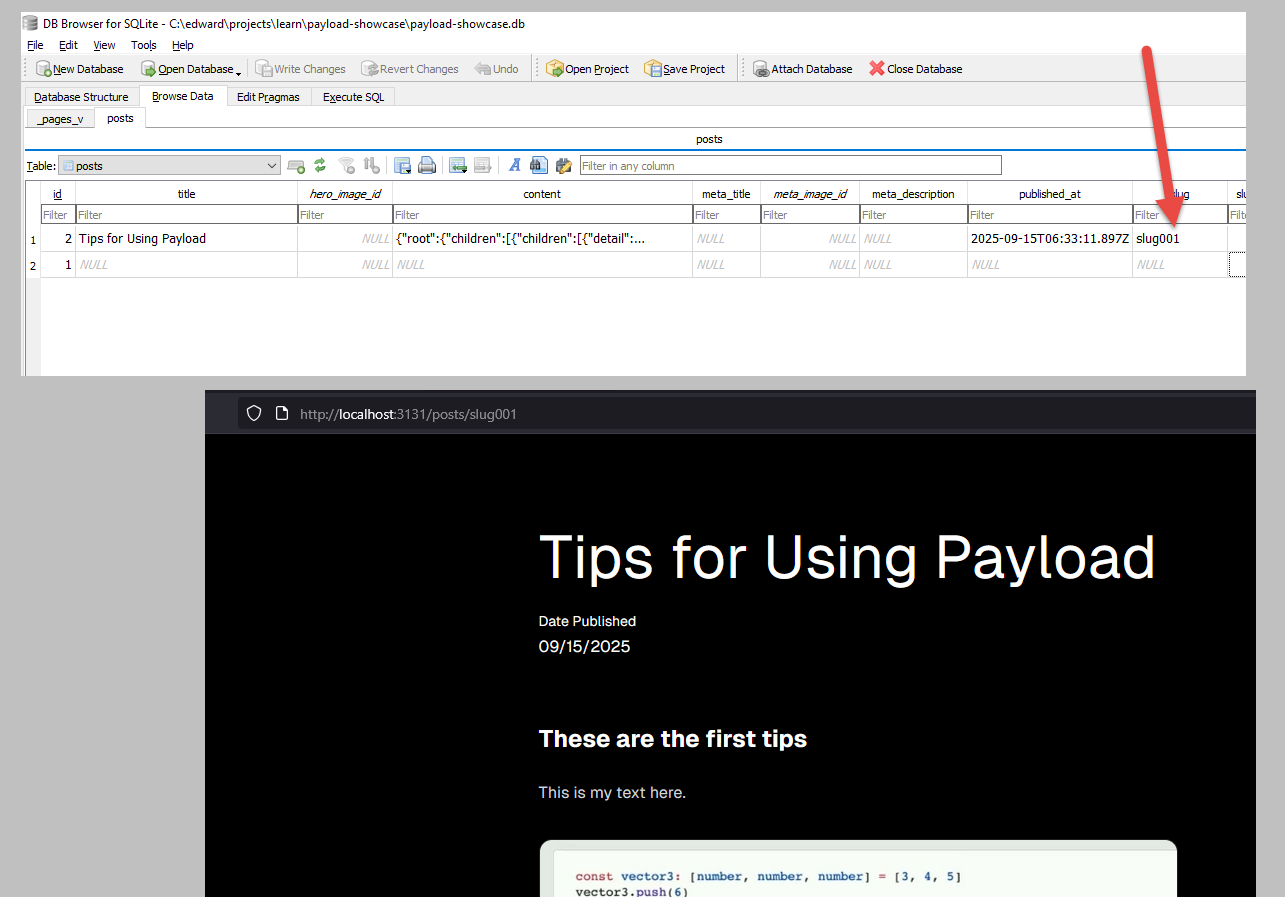 DB Browser for SQLite - C:\edward\projects\learn\payload-showcase\payload-showcase.db
File Edit View Tools Help
New Database Open Database Write Changes Revert Changes Undo Open Project Save Project Attach Database Close Database
Database Structure Browse Data Edit Pragmas Execute SQL
_pages_v posts
posts
Table: posts Filter in any column
id title hero_image_id content meta_title meta_image_id meta_description published_at slug
Filter Filter Filter Filter Filter Filter Filter Filter Filter
1 2 Tips for Using Payload NULL {"root":{"children":[{"children":[{"detail":... NULL NULL NULL 2025-09-15T06:33:11.897Z slug001
2 1 NULL NULL NULL NULL NULL NULL NULL NULL
http://localhost:3131/posts/slug001
Tips for Using Payload
Date Published
09/15/2025
These are the first tips
This is my text here.
const vector3: [number, number, number] = [3, 4, 5]
vector3.push(6)